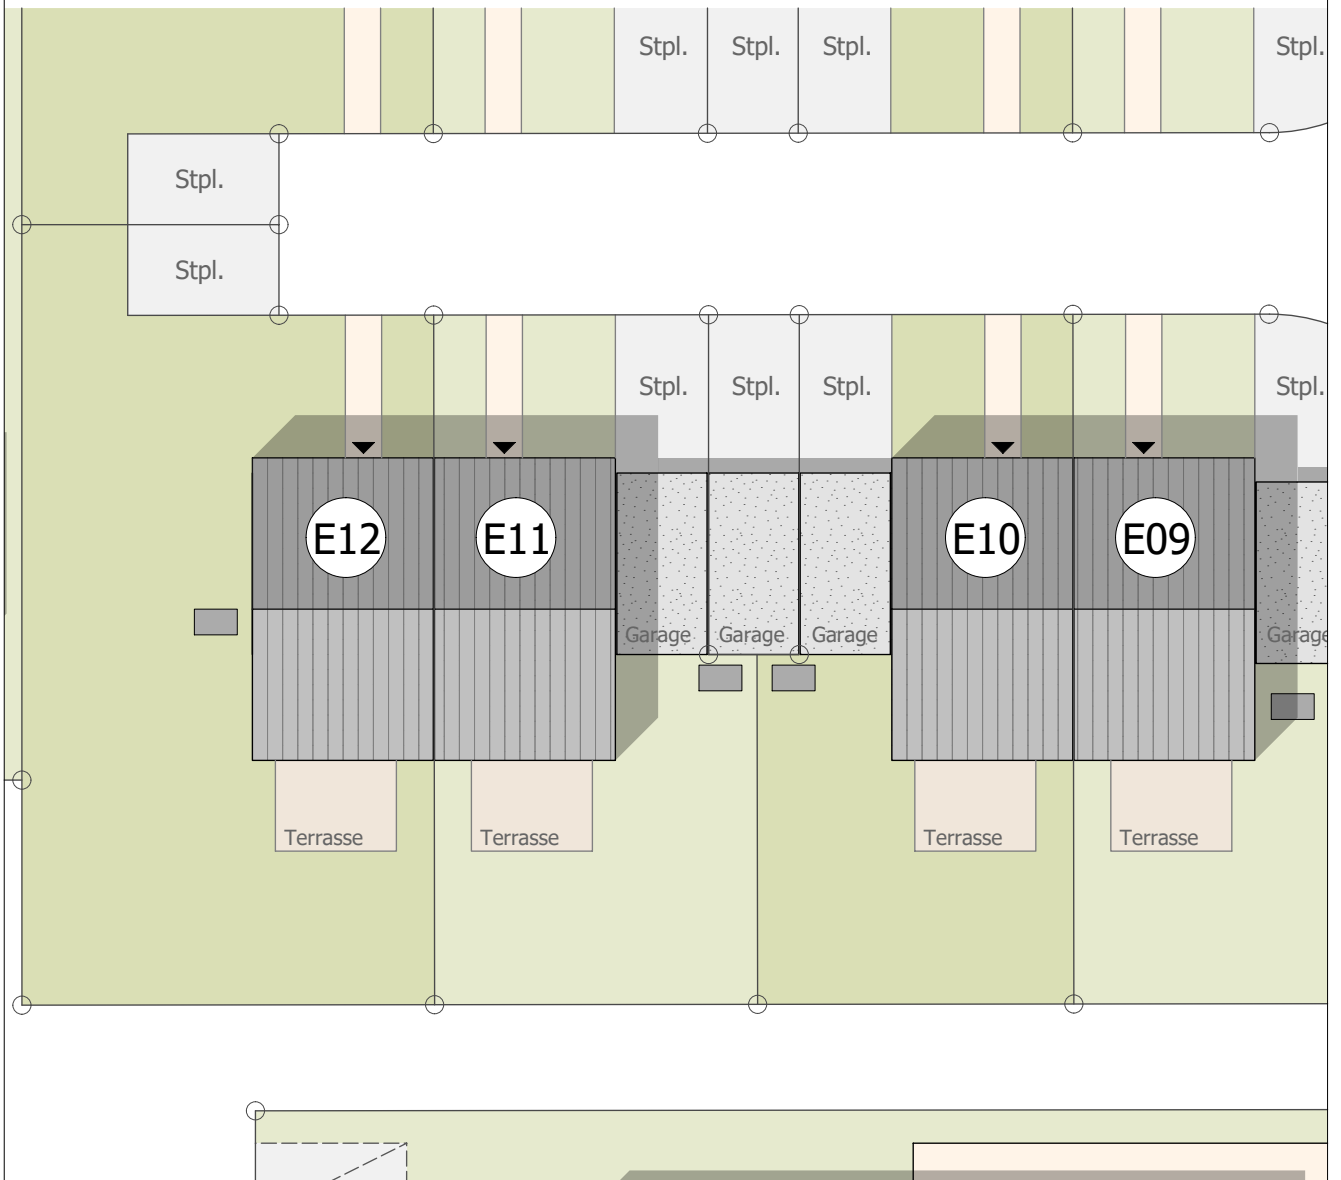 Stpl. Stpl. Stpl. Stpl.
Stpl.
Stpl.
Stpl. Stpl. Stpl. Stpl.
E12 E11 E10 E09
Garage Garage Garage Garage
Terrasse Terrasse Terrasse Terrasse